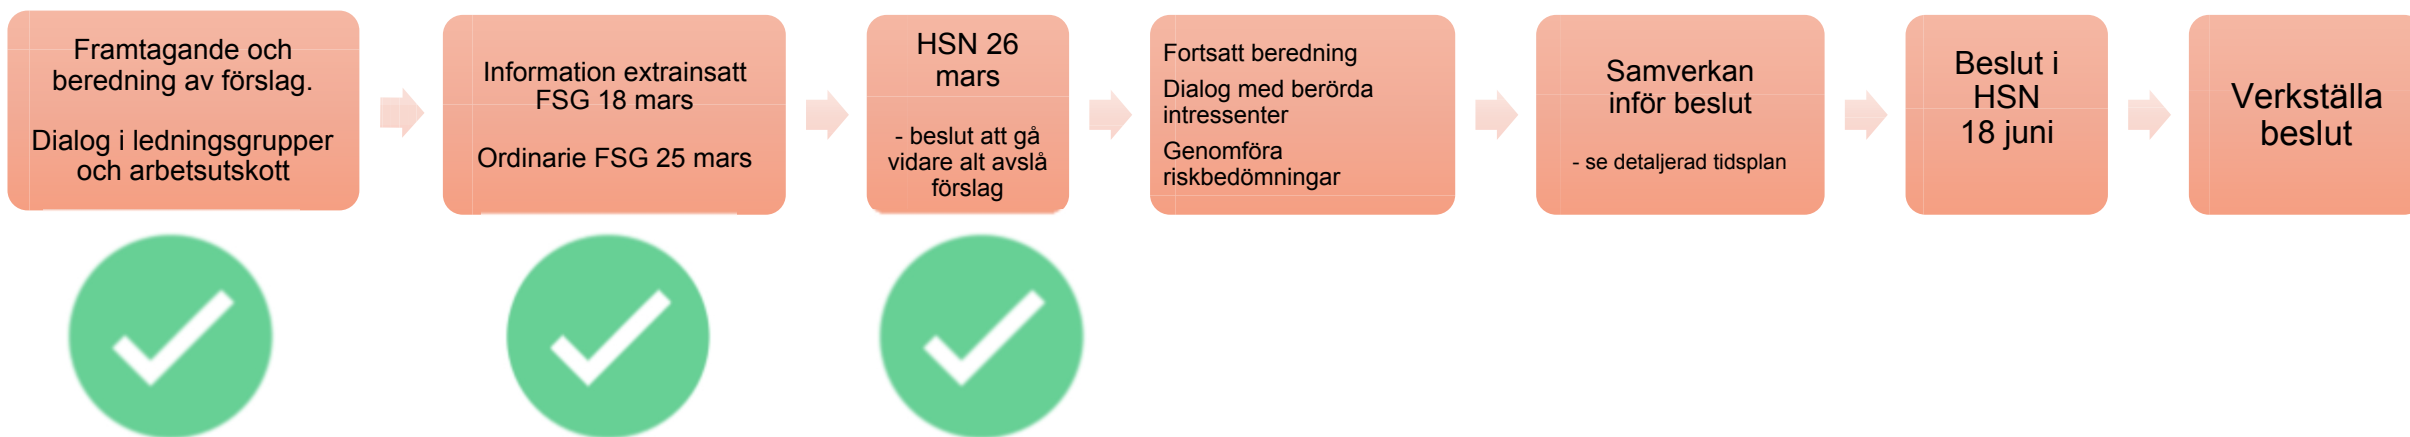 Framtagande och
beredning av förslag.
Dialog i ledningsgrupper
och arbetsutskott
Information extrainsatt
FSG 18 mars
Ordinarie FSG 25 mars
HSN 26
mars
- beslut att gå
vidare alt avslå
förslag
Fortsatt beredning
Dialog med berörda
intressenter
Genomföra
riskbedömningar
Samverkan
inför beslut
- se detaljerad tidsplan
Beslut i
HSN
18 juni
Verkställa
beslut